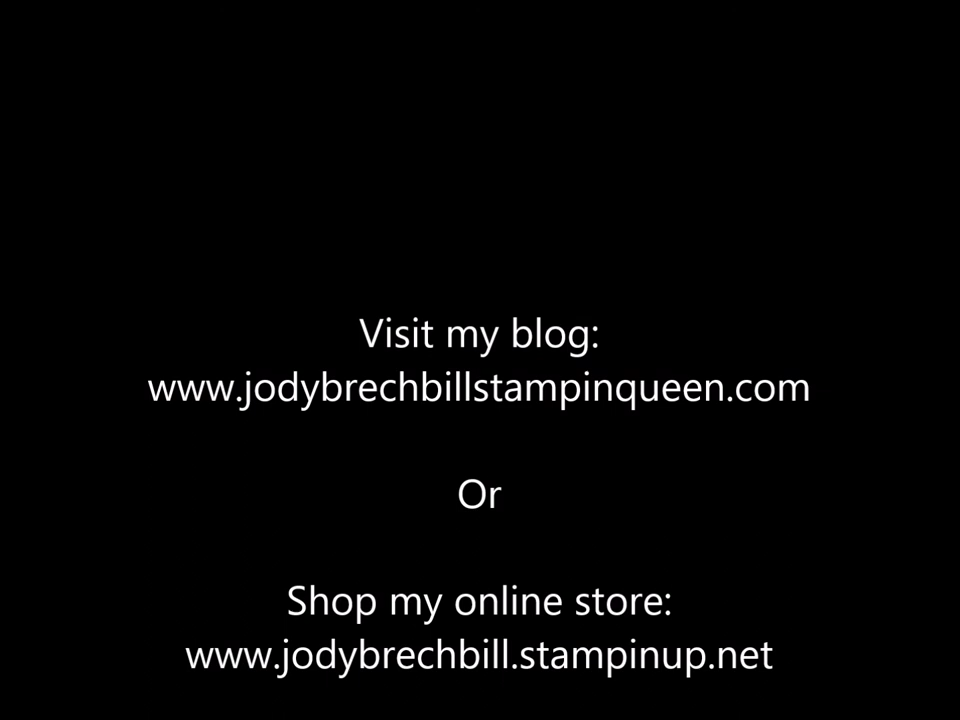 Visit my blog:
www.jodybrechbillstampinqueen.com
Or
Shop my online store:
www.jodybrechbill.stampinup.net